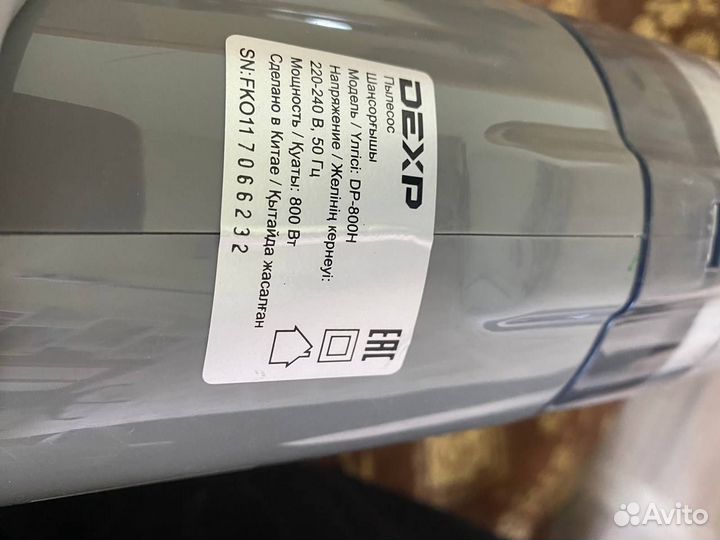 DEXP
Пылесос
Шаңсорғышы
Модель / Үлгісі: DP-800H
Напряжение / Желінің кернеуі:
220-240 В, 50 Гц
Мощность / Қуаты: 800 Вт
Сделано в Китае / Қытайда жасалған
SN:FKO117066232
EAC
Avito